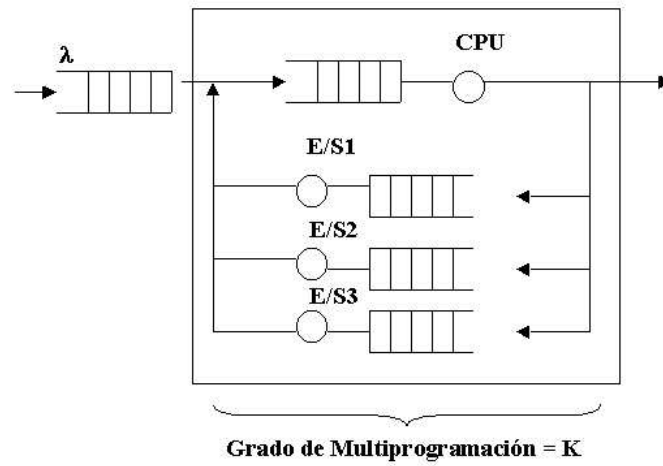 λ
CPU
E/S1
E/S2
E/S3
Grado de Multiprogramación = K